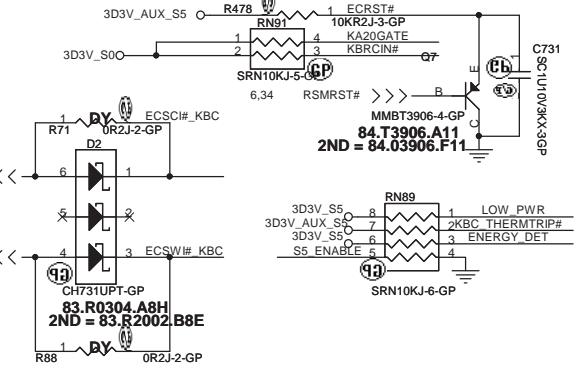 3D3V_AUX_S5 R478 1 ECRST#
10KR2J-3-GP
RN91
1 4 KA20GATE
3D3V_S0 2 3 KBRCIN#
Q7
SRN10KJ-5-GP
C731
SC1U10V3KX-3GP
6,34 RSMRST# B E C
MMBT3906-4-GP
84.T3906.A11
2ND = 84.03906.F11
1 DY ECSCI#_KBC
R71 0R2J-2-GP
D2
6 1
5 2
4 3 ECSWI#_KBC
CH731UPT-GP
83.R0304.A8H
2ND = 83.R2002.B8E
1 DY
R88 0R2J-2-GP
RN89
3D3V_S5 8 1 LOW_PWR
3D3V_AUX_S5 7 2 KBC_THERMTRIP#
3D3V_S5 6 3 ENERGY_DET
S5_ENABLE 5 4
SRN10KJ-6-GP